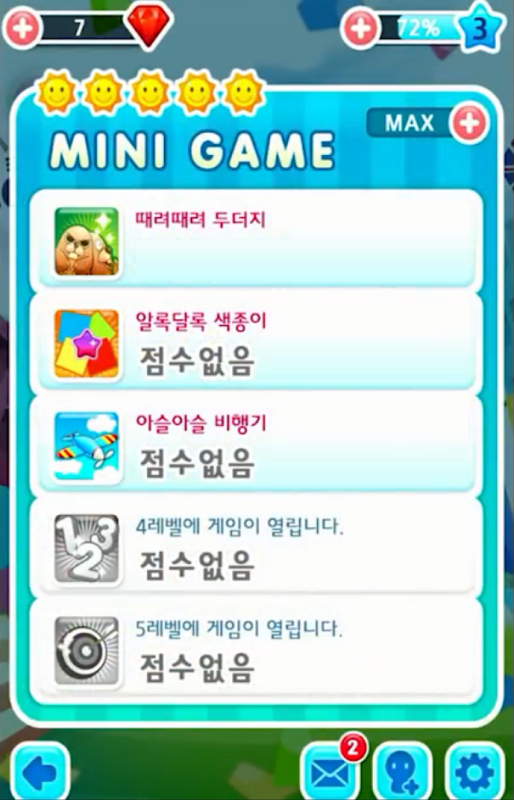 7
72%
3
MAX
MINI GAME
때려때려 두더지
알록달록 색종이
점수없음
아슬아슬 비행기
점수없음
123
4레벨에 게임이 열립니다.
점수없음
5레벨에 게임이 열립니다.
점수없음
2